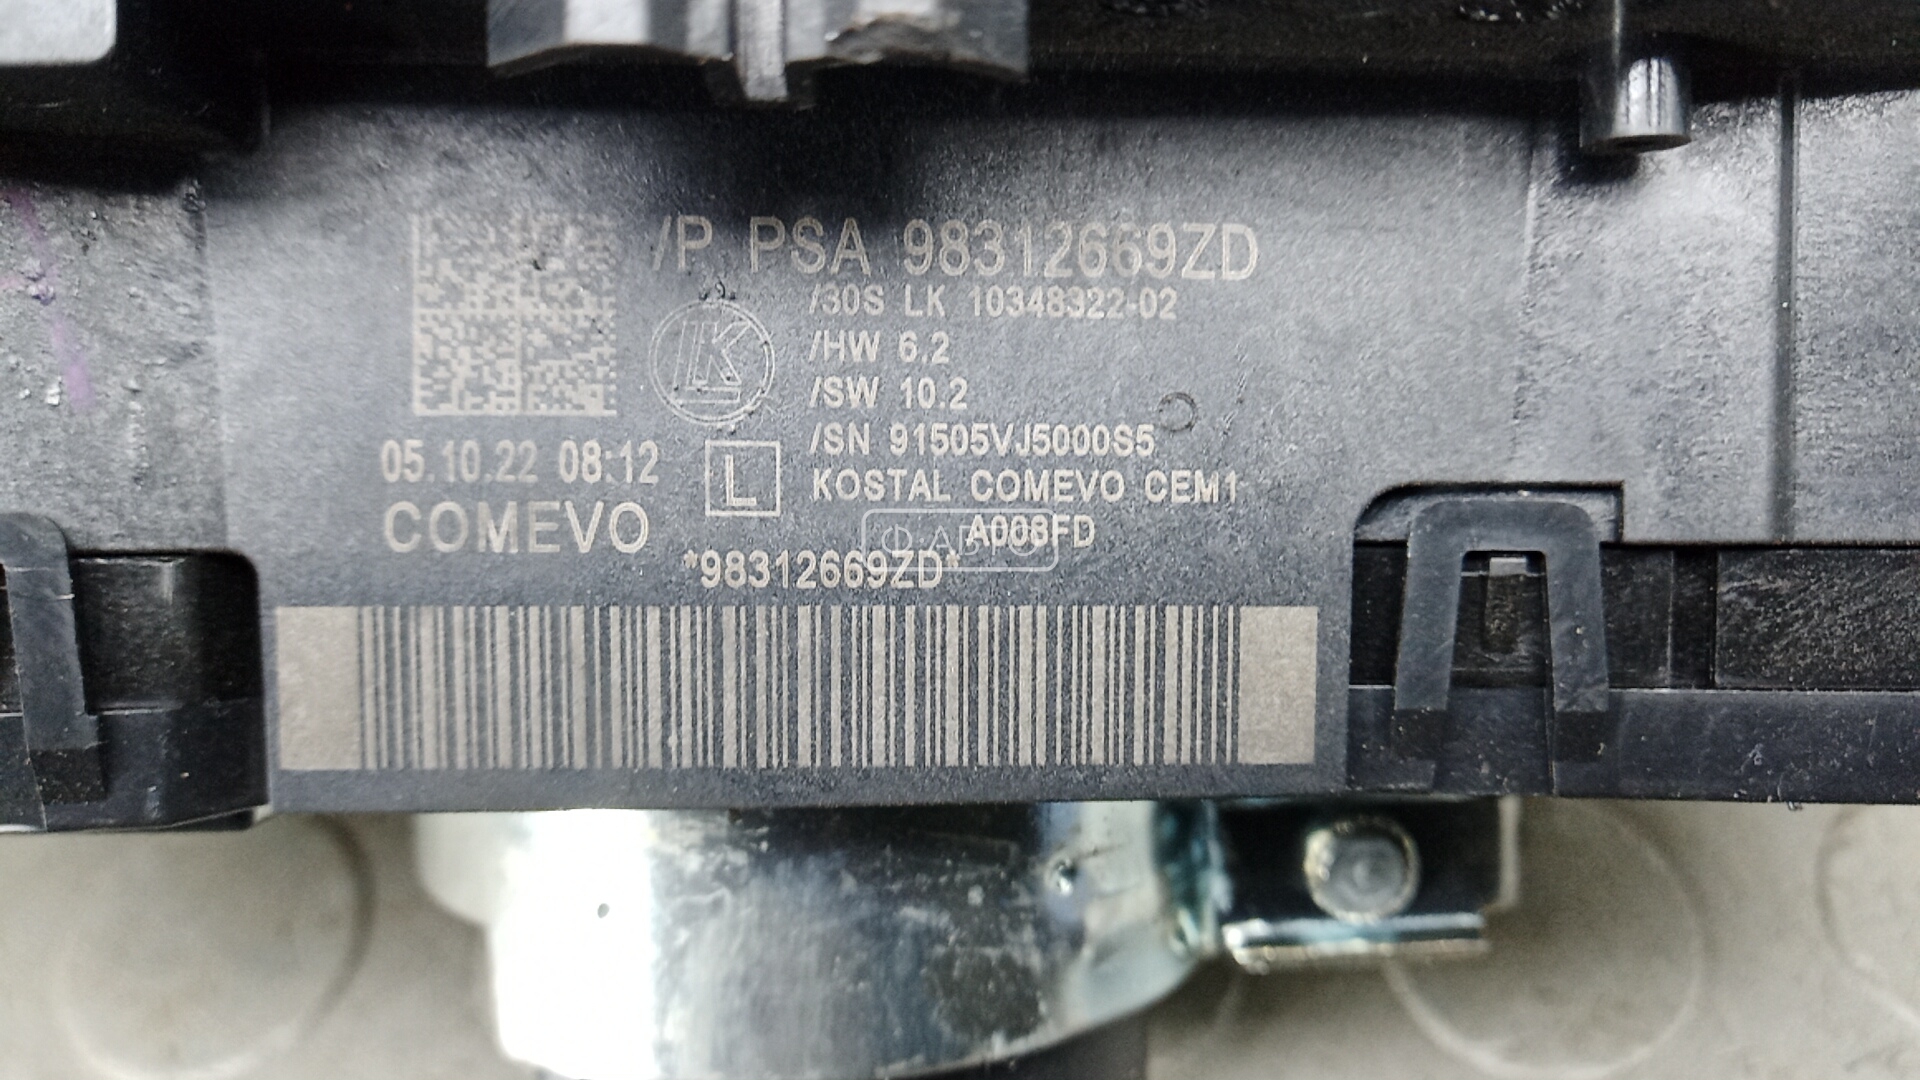 /P PSA 98312669ZD
/30S LK 10348322-02
LK
/HW 6.2
/SW 10.2
/SN 91505VJ5000S5
05.10.22 08:12
L
KOSTAL COMEVO CEM1
COMEVO
A008FD
*98312669ZD*